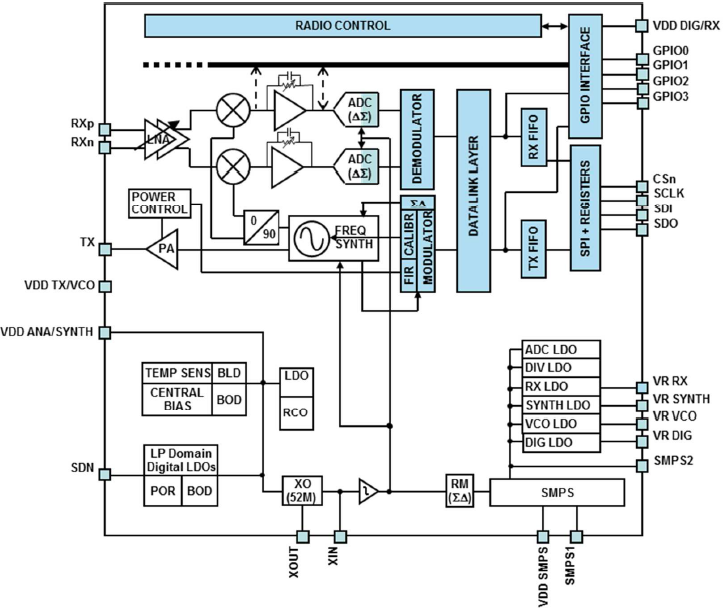 RADIO CONTROL
VDD DIG/RX
GPIO0
GPIO1
GPIO2
GPIO3
GPIO INTERFACE
RXp
RXn
LNA
ADC
(ΔΣ)
ADC
(ΔΣ)
DEMODULATOR
DATALINK LAYER
RX FIFO
SPI + REGISTERS
CSn
SCLK
SDI
SDO
POWER
CONTROL
TX
PA
0
90
FREQ
SYNTH
ΣΔ
FIR
CALIBR
MODULATOR
TX FIFO
VDD TX/VCO
VDD ANA/SYNTH
TEMP SENS
BLD
CENTRAL
BIAS
BOD
LDO
RCO
ADC LDO
DIV LDO
RX LDO
SYNTH LDO
VCO LDO
DIG LDO
VR RX
VR SYNTH
VR VCO
VR DIG
SMPS2
SDN
LP Domain
Digital LDOs
POR
BOD
XO
(52M)
RM
(ΣΔ)
SMPS
XOUT
XIN
VDD SMPS
SMPS1